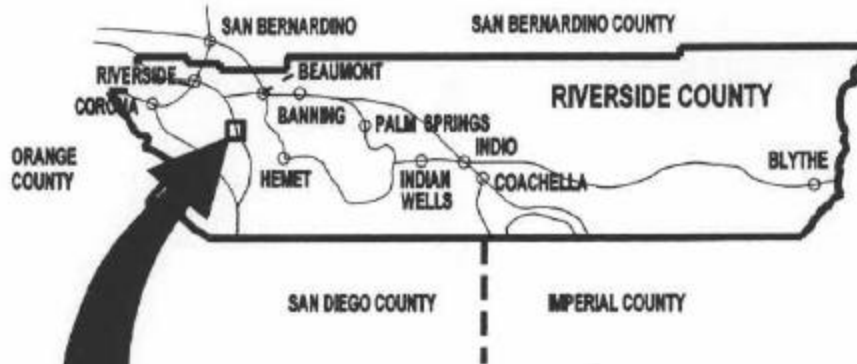 SAN BERNARDINO
SAN BERNARDINO COUNTY
RIVERSIDE
BEAUMONT
CORONA
BANNING
RIVERSIDE COUNTY
PALM SPRINGS
ORANGE
COUNTY
HEMET
INDIAN
WELLS
INDIO
COACHELLA
BLYTHE
SAN DIEGO COUNTY
IMPERIAL COUNTY